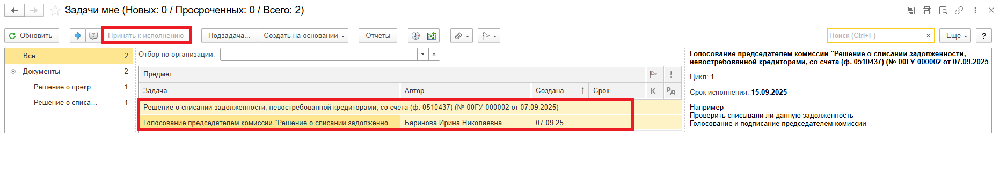 Задачи мне (Новых: 0 / Просроченных: 0 / Всего: 2)
Обновить
Принять к исполнению
Подзадача...
Создать на основании
Отчеты
Поиск (Ctrl+F)
×
Еще
?
Все 2
Документы 2
Решение о прекр... 1
Решение о списа... 1
Отбор по организации:
×
Предмет
Задача Автор Создана ↑ Срок К Рд
Решение о списании задолженности, невостребованной кредиторами, со счета (ф. 0510437) (№ 00ГУ-000002 от 07.09.2025)
Голосование председателем комиссии "Решение о списании задолженно... Баринова Ирина Николаевна 07.09.25
Голосование председателем комиссии "Решение о списании задолженности,
невостребованной кредиторами, со счета (ф. 0510437) (№ 00ГУ-000002 от 07.09.2025
Цикл: 1
Срок исполнения: 15.09.2025
Например
Проверить списывали ли данную задолженность
Голосование и подписание председателем комиссии